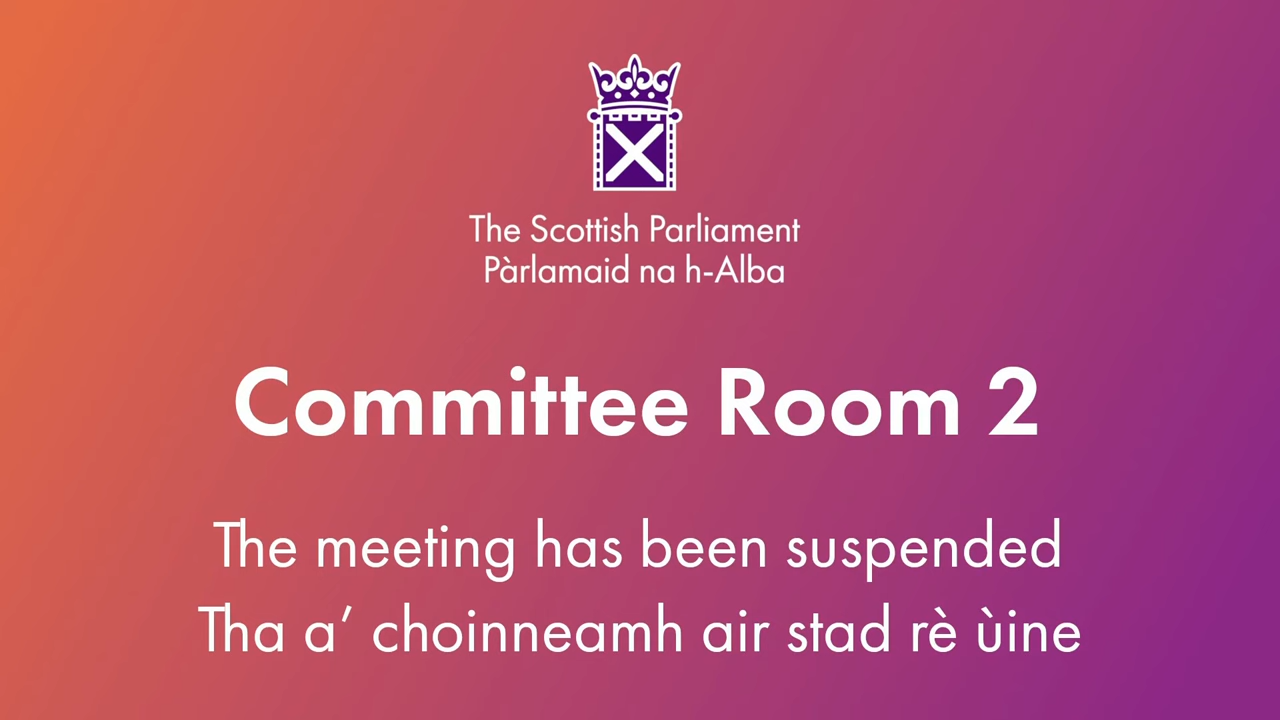 The Scottish Parliament
Pàrlamaid na h-Alba
Committee Room 2
The meeting has been suspended
Tha a’ choinneamh air stad rè ùine